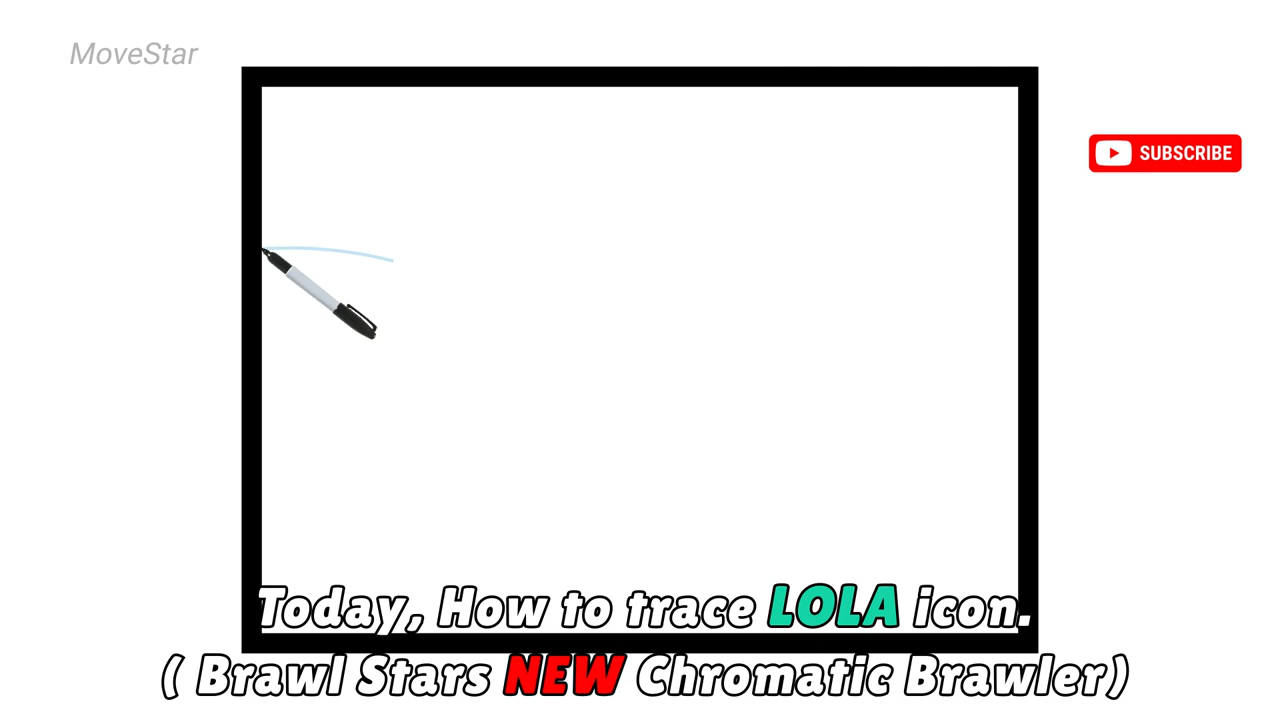 MoveStar
SUBSCRIBE
Today, How to trace LOLA icon.
( Brawl Stars NEW Chromatic Brawler)